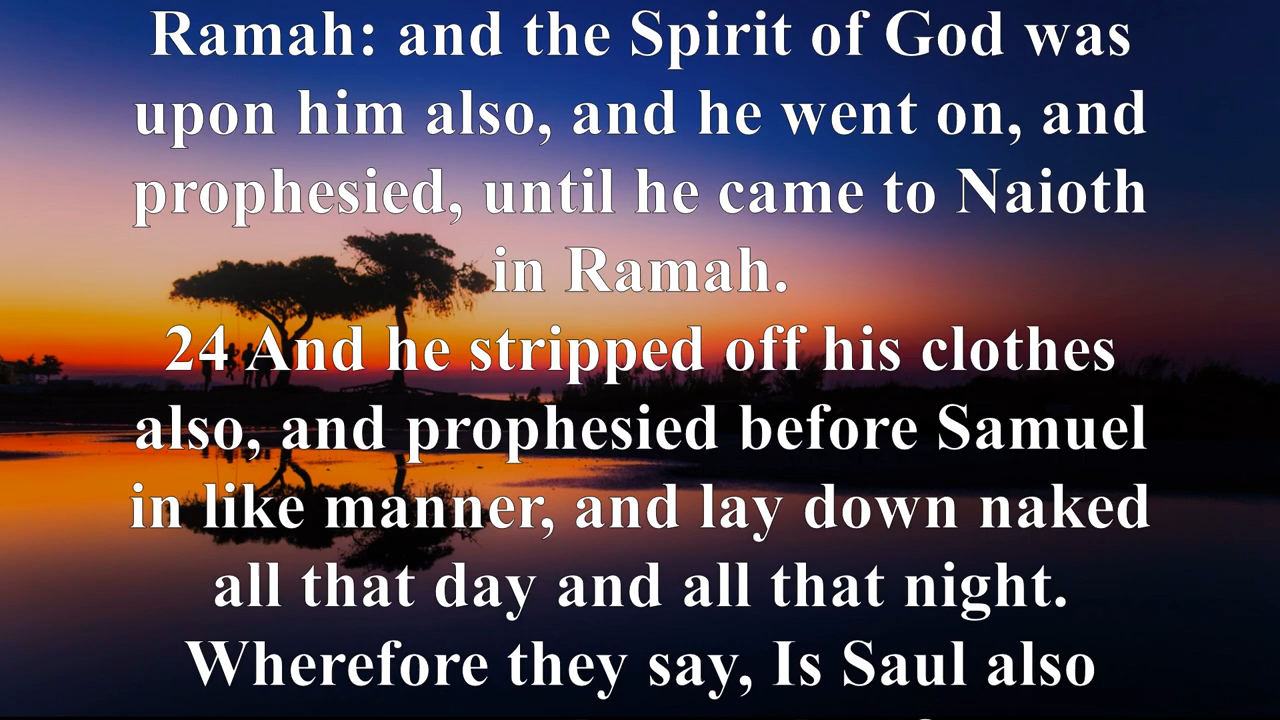 Ramah: and the Spirit of God was
upon him also, and he went on, and
prophesied, until he came to Naioth
in Ramah.
24 And he stripped off his clothes
also, and prophesied before Samuel
in like manner, and lay down naked
all that day and all that night.
Wherefore they say, Is Saul also